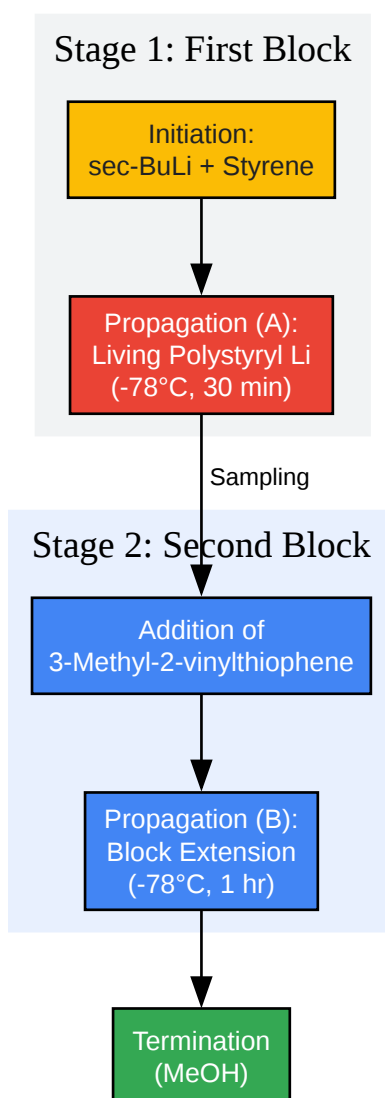 Stage 1: First Block
Initiation:
sec-BuLi + Styrene
Propagation (A):
Living Polystyryl Li
(-78°C, 30 min)
Sampling
Stage 2: Second Block
Addition of
3-Methyl-2-vinylthiophene
Propagation (B):
Block Extension
(-78°C, 1 hr)
Termination
(MeOH)